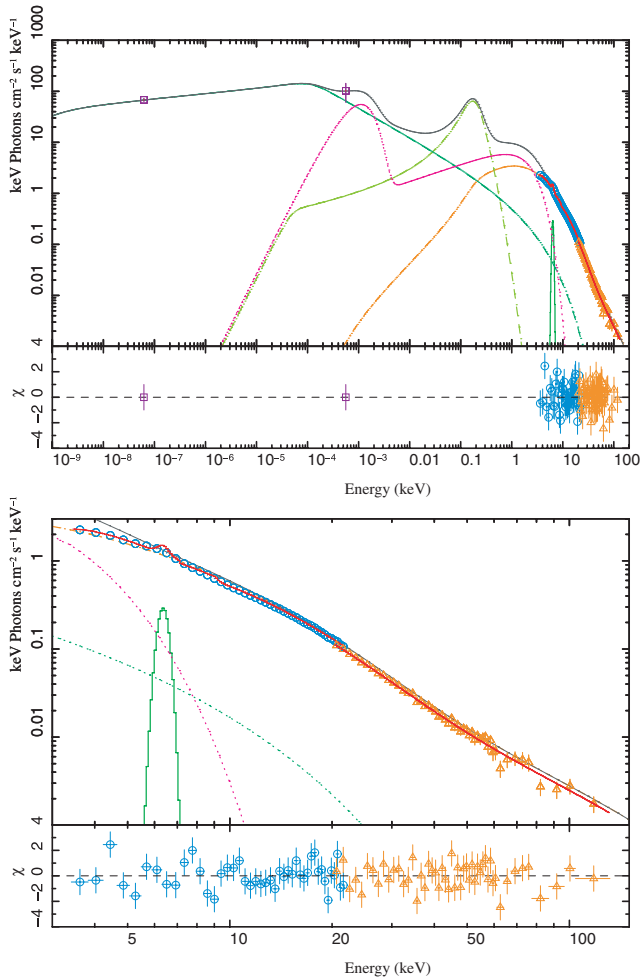 keV Photons cm⁻² s⁻¹ keV⁻¹
1000
100
10
1
0.1
0.01
4
χ
2
0
−2
−4
10⁻⁹ 10⁻⁸ 10⁻⁷ 10⁻⁶ 10⁻⁵ 10⁻⁴ 10⁻³ 0.01 0.1 1 10 100
Energy (keV)
keV Photons cm⁻² s⁻¹ keV⁻¹
1
0.1
0.01
4
χ
2
0
−2
−4
5 10 20 50 100
Energy (keV)